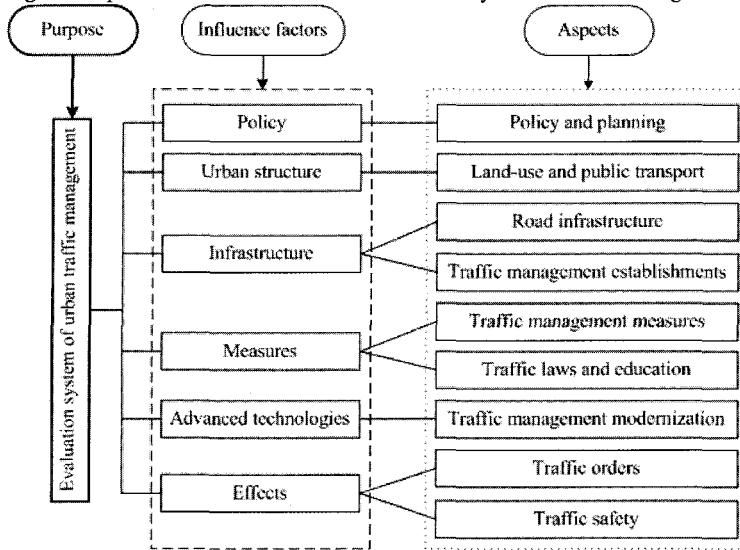 Purpose
Influence factors
Aspects
Evaluation system of urban traffic management
Policy
Policy and planning
Urban structure
Land-use and public transport
Infrastructure
Road infrastructure
Traffic management establishments
Measures
Traffic management measures
Traffic laws and education
Advanced technologies
Traffic management modernization
Effects
Traffic orders
Traffic safety